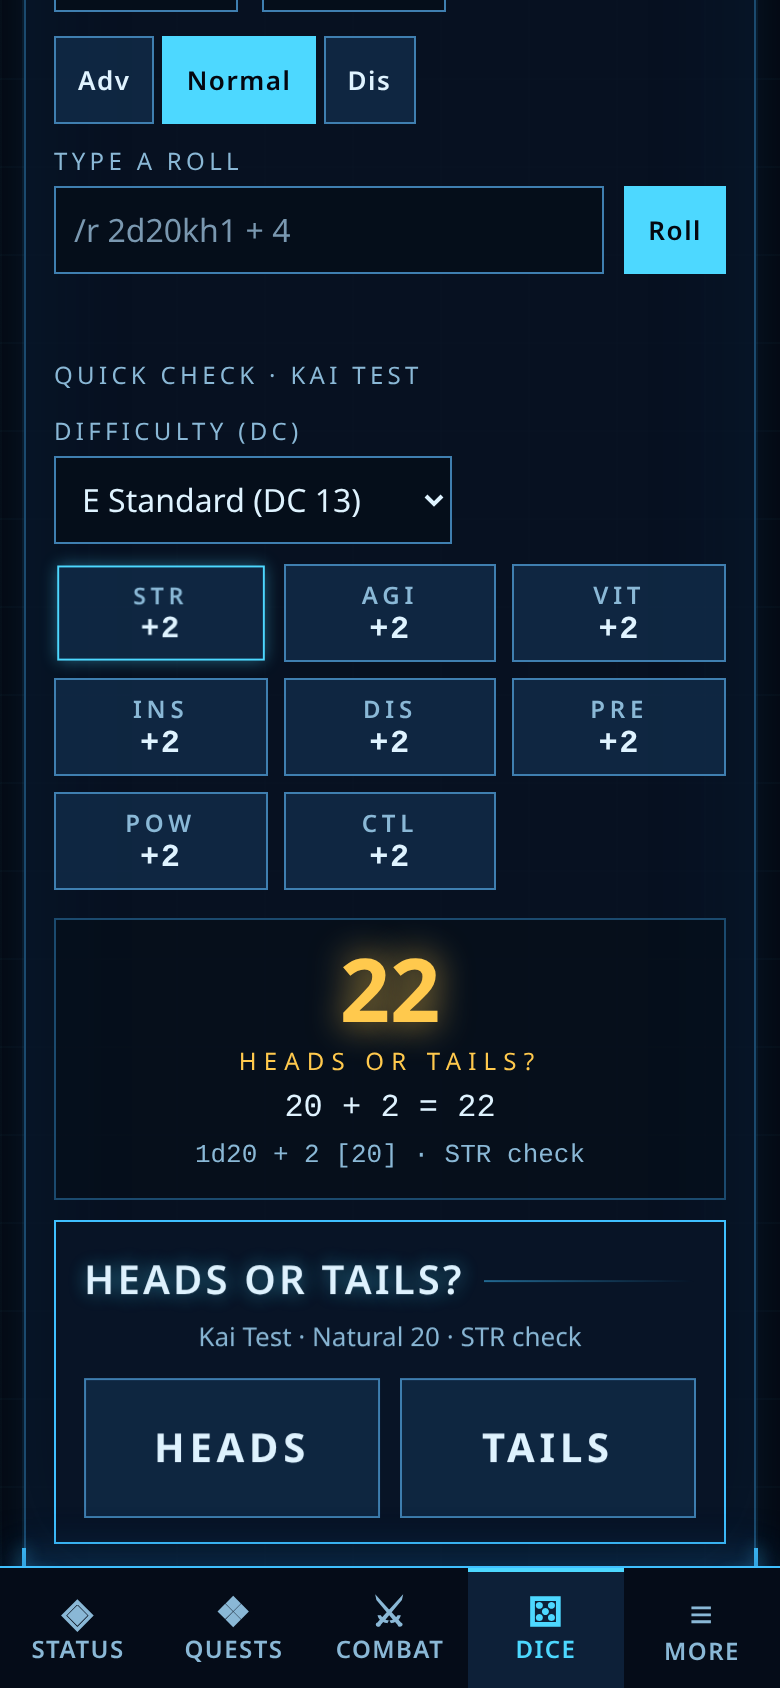 Adv Normal Dis
TYPE A ROLL
/r 2d20kh1 + 4 Roll
QUICK CHECK · KAI TEST
DIFFICULTY (DC)
E Standard (DC 13)
STR AGI VIT
+2 +2 +2
INS DIS PRE
+2 +2 +2
POW CTL
+2 +2
22
HEADS OR TAILS?
20 + 2 = 22
1d20 + 2 [20] · STR check
HEADS OR TAILS?
Kai Test · Natural 20 · STR check
HEADS TAILS
STATUS QUESTS COMBAT DICE MORE